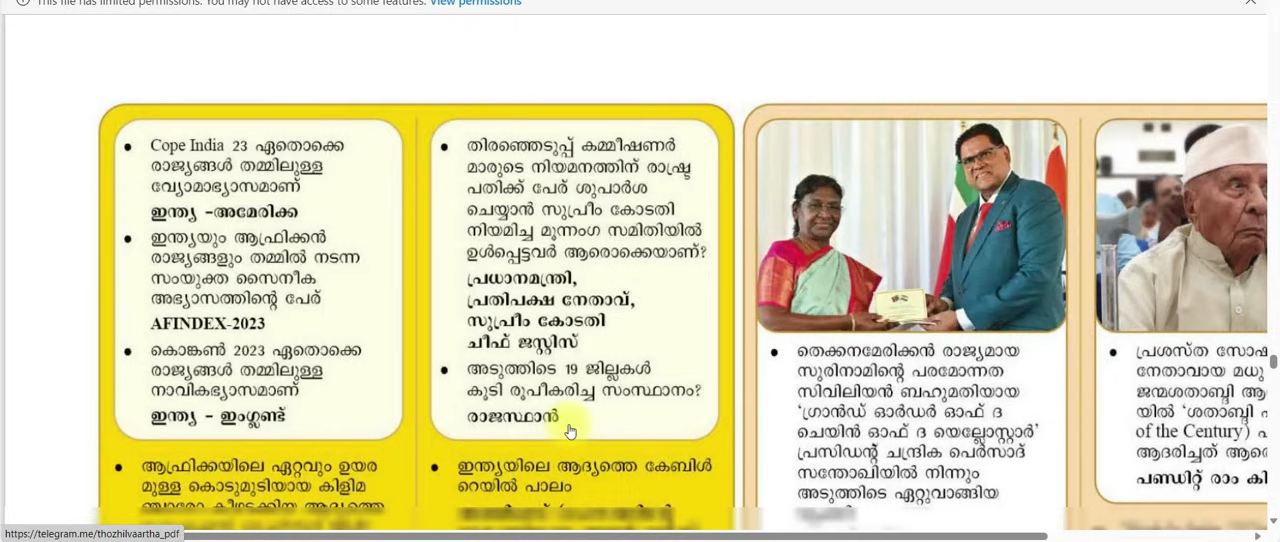 This file has limited permissions. You may not have access to some features. View permissions
Cope India 23 ഏതൊക്കെ
രാജ്യങ്ങൾ തമ്മിലുള്ള
വ്യോമാഭ്യാസമാണ്
ഇന്ത്യ -അമേരിക്ക
ഇന്ത്യയും ആഫ്രിക്കൻ
രാജ്യങ്ങളും തമ്മിൽ നടന്ന
സംയുക്ത സൈനീക
അഭ്യാസത്തിന്റെ പേര്
AFINDEX-2023
കൊങ്കൺ 2023 ഏതൊക്കെ
രാജ്യങ്ങൾ തമ്മിലുള്ള
നാവികഭ്യാസമാണ്
ഇന്ത്യ - ഇംഗ്ലണ്ട്
ആഫ്രിക്കയിലെ ഏറ്റവും ഉയര
മുള്ള കൊടുമുടിയായ കിളിമ
തിരഞ്ഞെടുപ്പ് കമ്മീഷണർ
മാരുടെ നിയമനത്തിന് രാഷ്ട്ര
പതിക്ക് പേര് ശുപാർശ
ചെയ്യാൻ സുപ്രീം കോടതി
നിയമിച്ച മൂന്നംഗ സമിതിയിൽ
ഉൾപ്പെട്ടവർ ആരൊക്കെയാണ്?
പ്രധാനമന്ത്രി,
പ്രതിപക്ഷ നേതാവ്,
സുപ്രീം കോടതി
ചീഫ് ജസ്റ്റിസ്
അടുത്തിടെ 19 ജില്ലകൾ
കൂടി രൂപീകരിച്ച സംസ്ഥാനം?
രാജസ്ഥാൻ
ഇന്ത്യയിലെ ആദ്യത്തെ കേബിൾ
റെയിൽ പാലം
തെക്കനമേരിക്കൻ രാജ്യമായ
സുരിനാമിന്റെ പരമോന്നത
സിവിലിയൻ ബഹുമതിയായ
‘ഗ്രാൻഡ് ഓർഡർ ഓഫ് ദ
ചെയിൻ ഓഫ് ദ യെല്ലോസ്റ്റാർ’
പ്രസിഡന്റ് ചന്ദ്രിക പെർസാദ്
സന്തോഖിയിൽ നിന്നും
അടുത്തിടെ ഏറ്റുവാങ്ങിയ
പ്രശസ്ത സോഷ
നേതാവായ മധു
ജന്മശതാബ്ദി ആ
യിൽ ‘ശതാബ്ദി
of the Century)
ആദരിച്ചത് ആരെ
പണ്ഡിറ്റ് രാം കി
https://telegram.me/thozhilvaartha_pdf